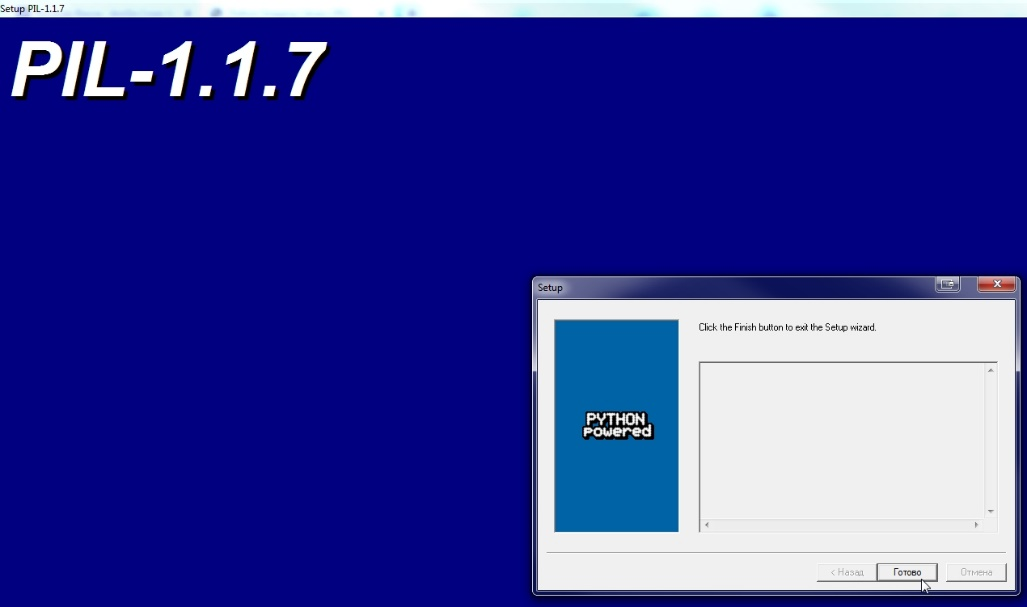 Setup PIL-1.1.7
PIL-1.1.7
Setup
Click the Finish button to exit the Setup wizard.
PYTHON
powered
< Назад
Готово
Отмена